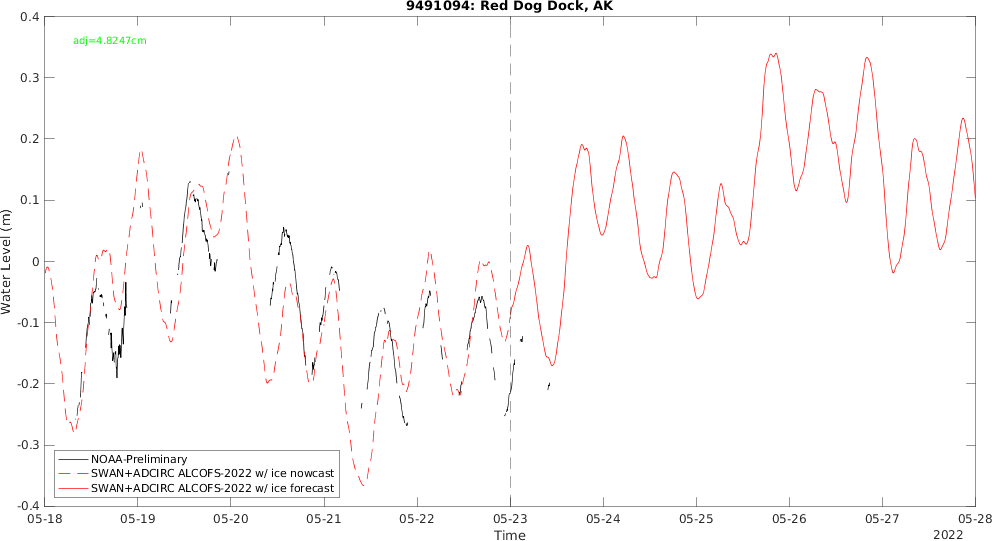 9491094: Red Dog Dock, AK
adj=4.8247cm
0.4
0.3
0.2
0.1
0
-0.1
-0.2
-0.3
-0.4
Water Level (m)
NOAA-Preliminary
SWAN+ADCIRC ALCOFS-2022 w/ ice nowcast
SWAN+ADCIRC ALCOFS-2022 w/ ice forecast
05-18 05-19 05-20 05-21 05-22 05-23 05-24 05-25 05-26 05-27 05-28
Time
2022